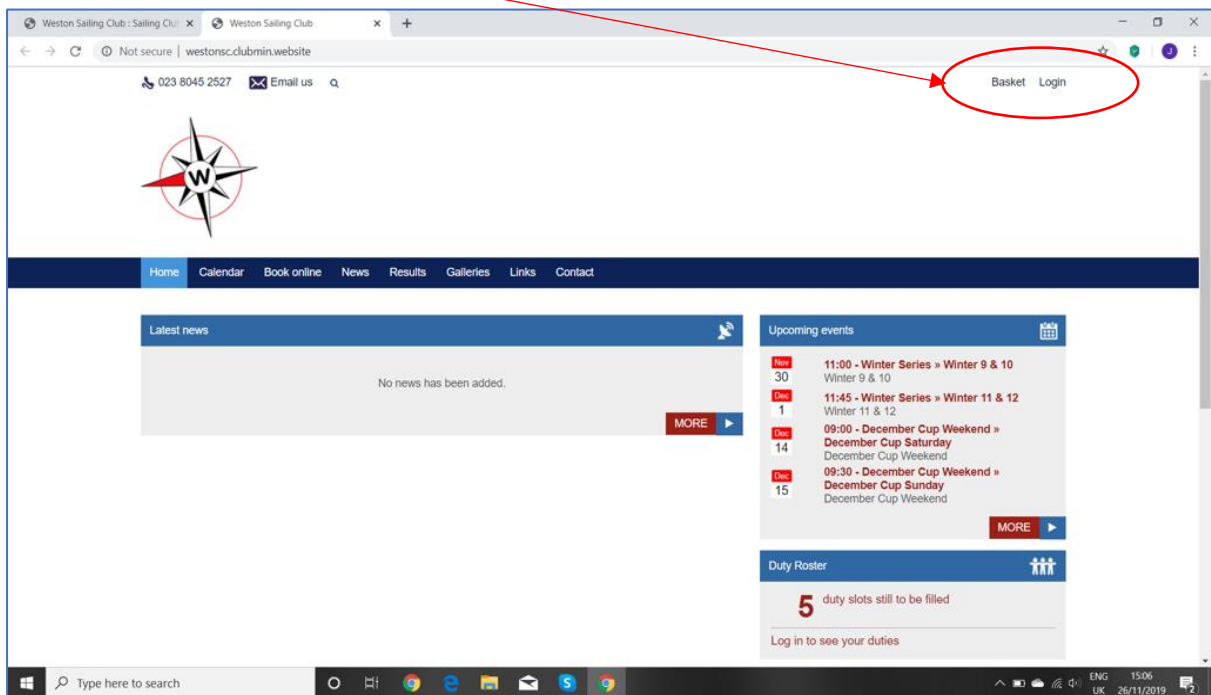 Weston Sailing Club : Sailing Clu
Weston Sailing Club
Not secure | westonsc.clubmin.website
J
023 8045 2527 Email us
Basket Login
W
Home Calendar Book online News Results Galleries Links Contact
Latest news
No news has been added.
MORE
Upcoming events
Nov 30
11:00 - Winter Series » Winter 9 & 10
Winter 9 & 10
Dec 1
11:45 - Winter Series » Winter 11 & 12
Winter 11 & 12
Dec 14
09:00 - December Cup Weekend »
December Cup Saturday
December Cup Weekend
Dec 15
09:30 - December Cup Weekend »
December Cup Sunday
December Cup Weekend
MORE
Duty Roster
5 duty slots still to be filled
Log in to see your duties
Type here to search
ENG 15:06
UK 26/11/2019
2